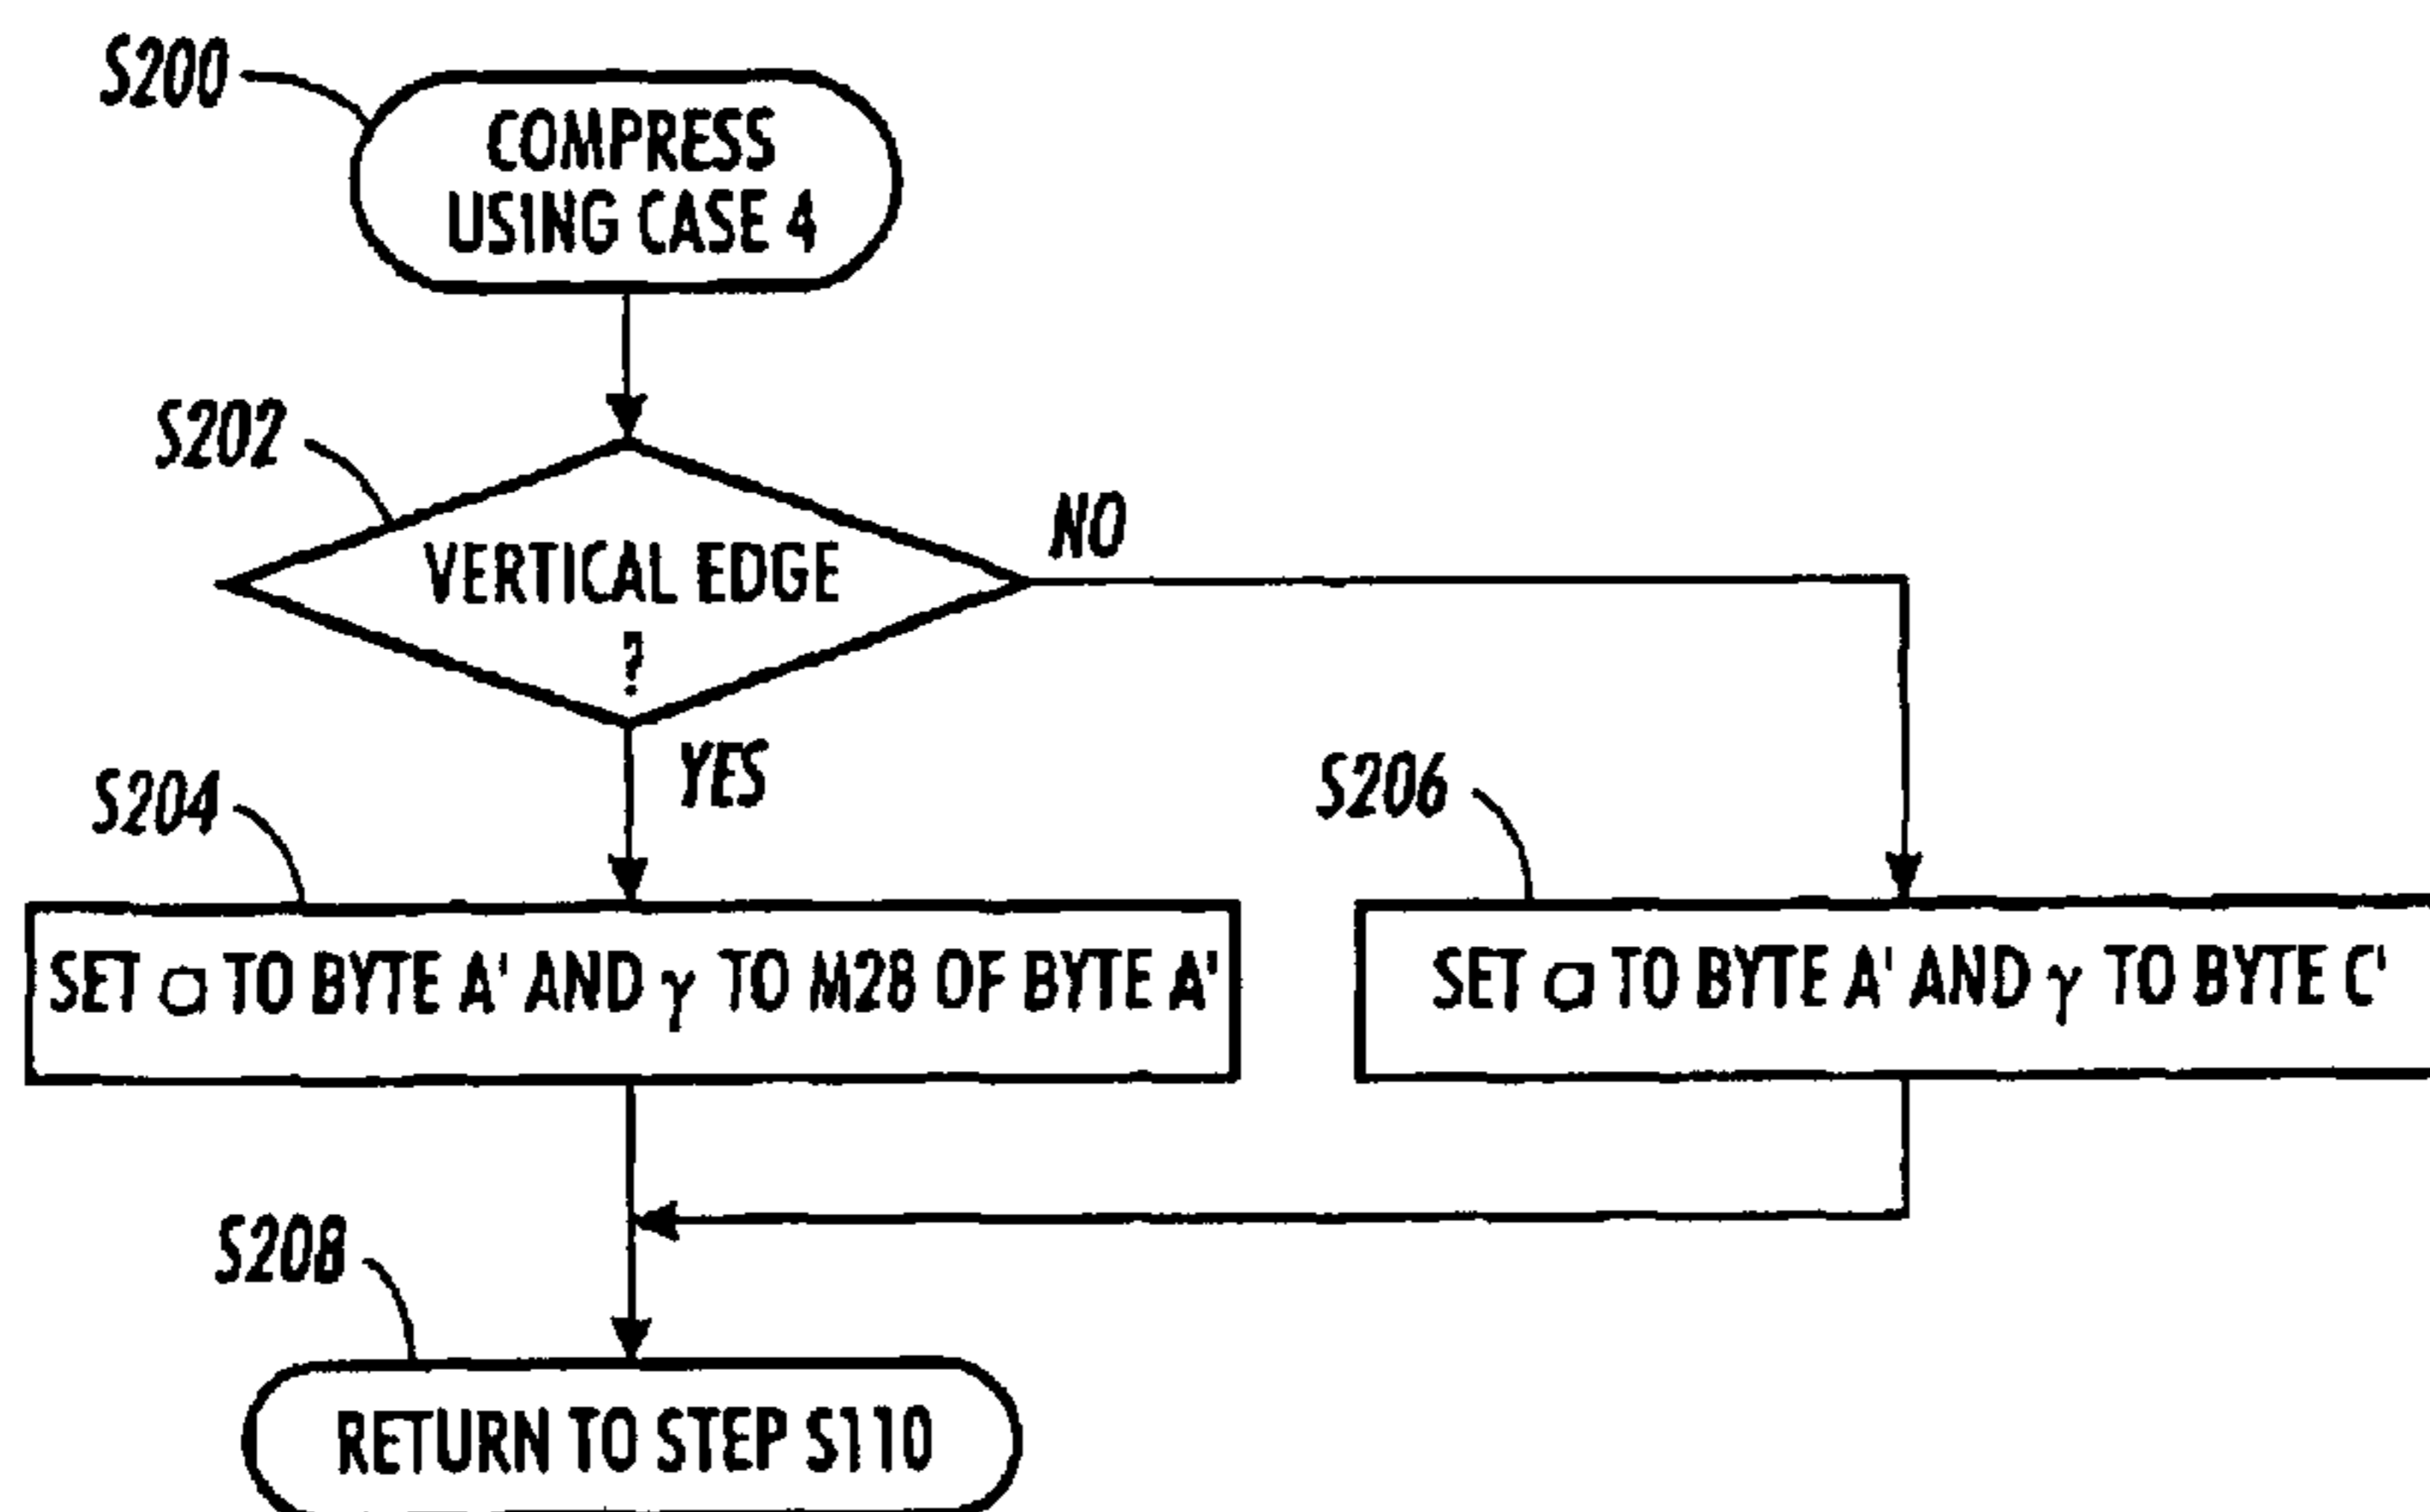 S200
COMPRESS
USING CASE 4
S202
VERTICAL EDGE
?
NO
YES
S204
SET α TO BYTE A' AND γ TO M28 OF BYTE A'
S206
SET α TO BYTE A' AND γ TO BYTE C'
S208
RETURN TO STEP S110